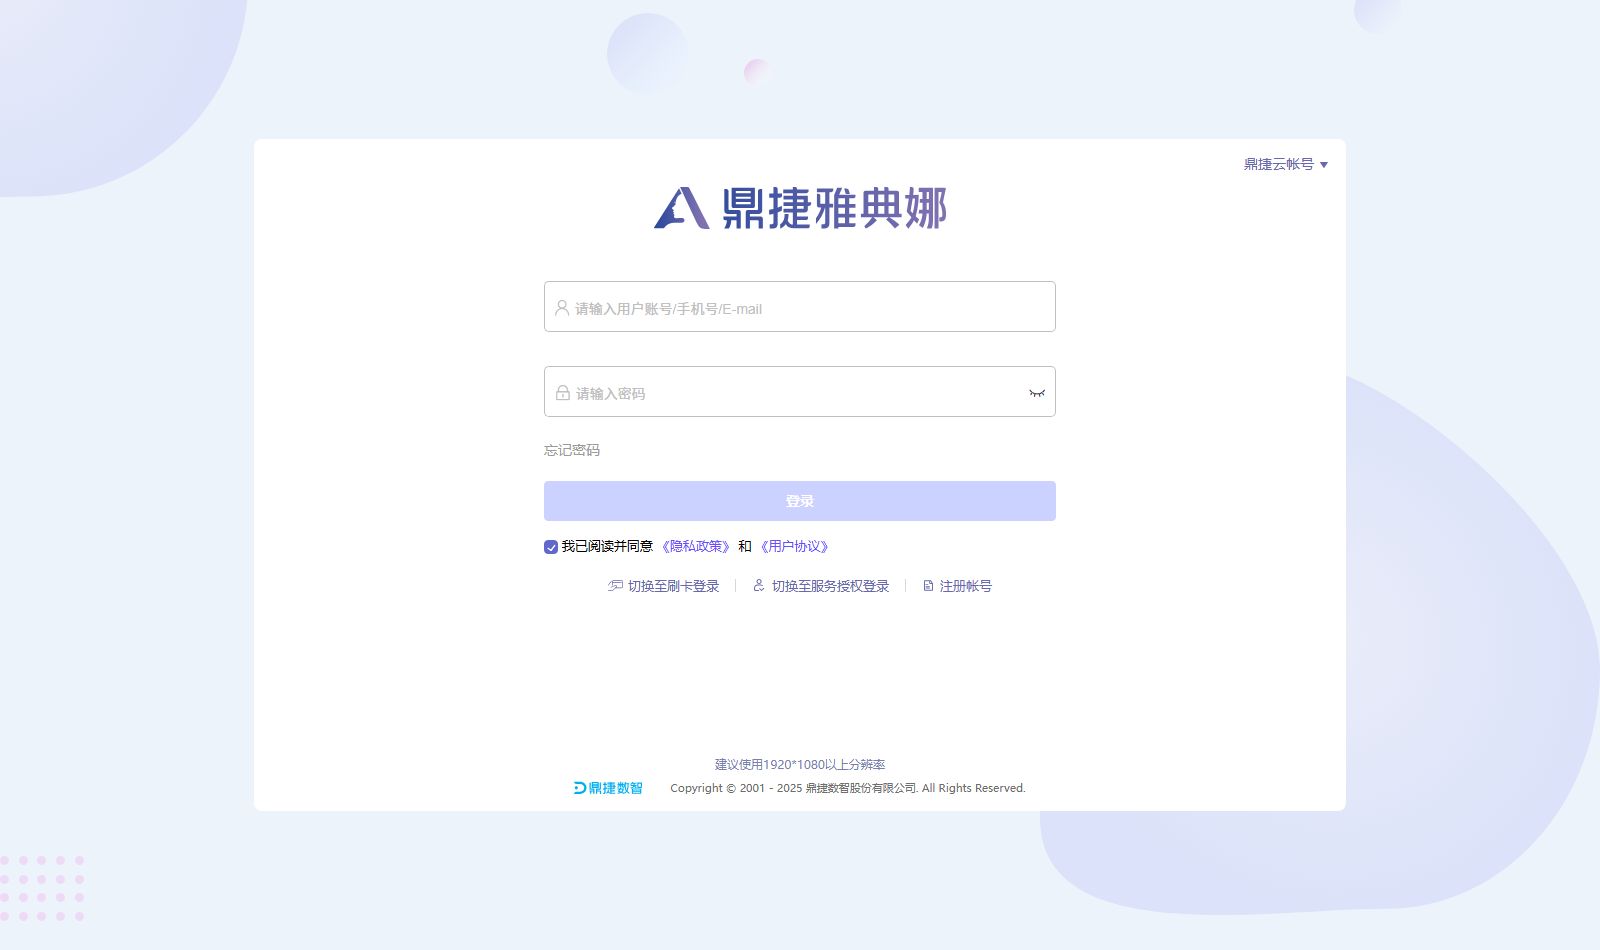 鼎捷云帐号
鼎捷雅典娜
请输入用户账号/手机号/E-mail
请输入密码
忘记密码
登录
我已阅读并同意 《隐私政策》 和 《用户协议》
切换至刷卡登录 切换至服务授权登录 注册帐号
建议使用1920*1080以上分辨率
鼎捷数智 Copyright © 2001 - 2025 鼎捷数智股份有限公司. All Rights Reserved.